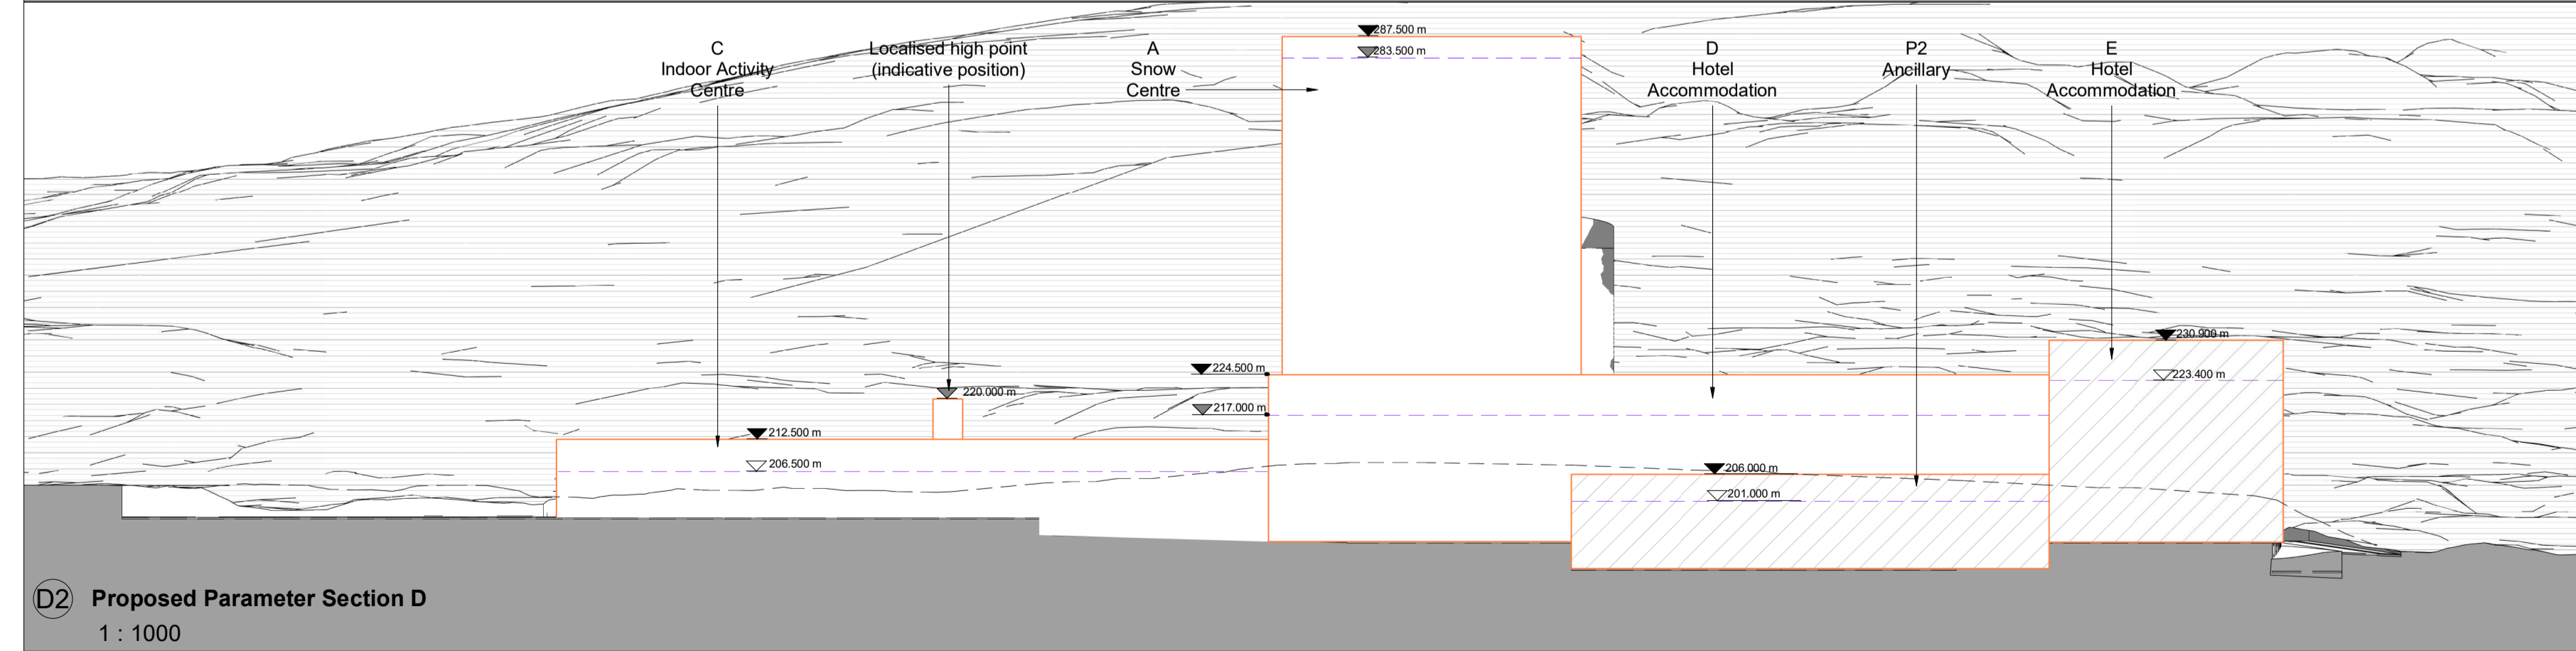 287.500 m
283.500 m
C
Indoor Activity
Centre
Localised high point
(indicative position)
A
Snow
Centre
D
Hotel
Accommodation
P2
Ancillary
E
Hotel
Accommodation
230.900 m
224.500 m
223.400 m
220.000 m
217.000 m
212.500 m
206.500 m
206.000 m
201.000 m
D2 Proposed Parameter Section D
1 : 1000